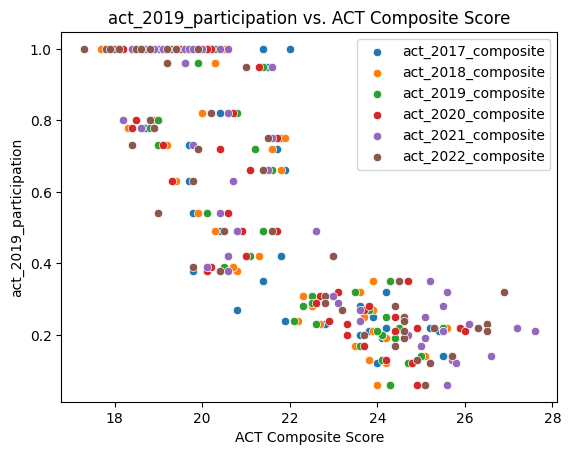 act_2019_participation vs. ACT Composite Score
act_2019_participation
1.0
0.8
0.6
0.4
0.2
act_2017_composite
act_2018_composite
act_2019_composite
act_2020_composite
act_2021_composite
act_2022_composite
18
20
22
24
26
28
ACT Composite Score